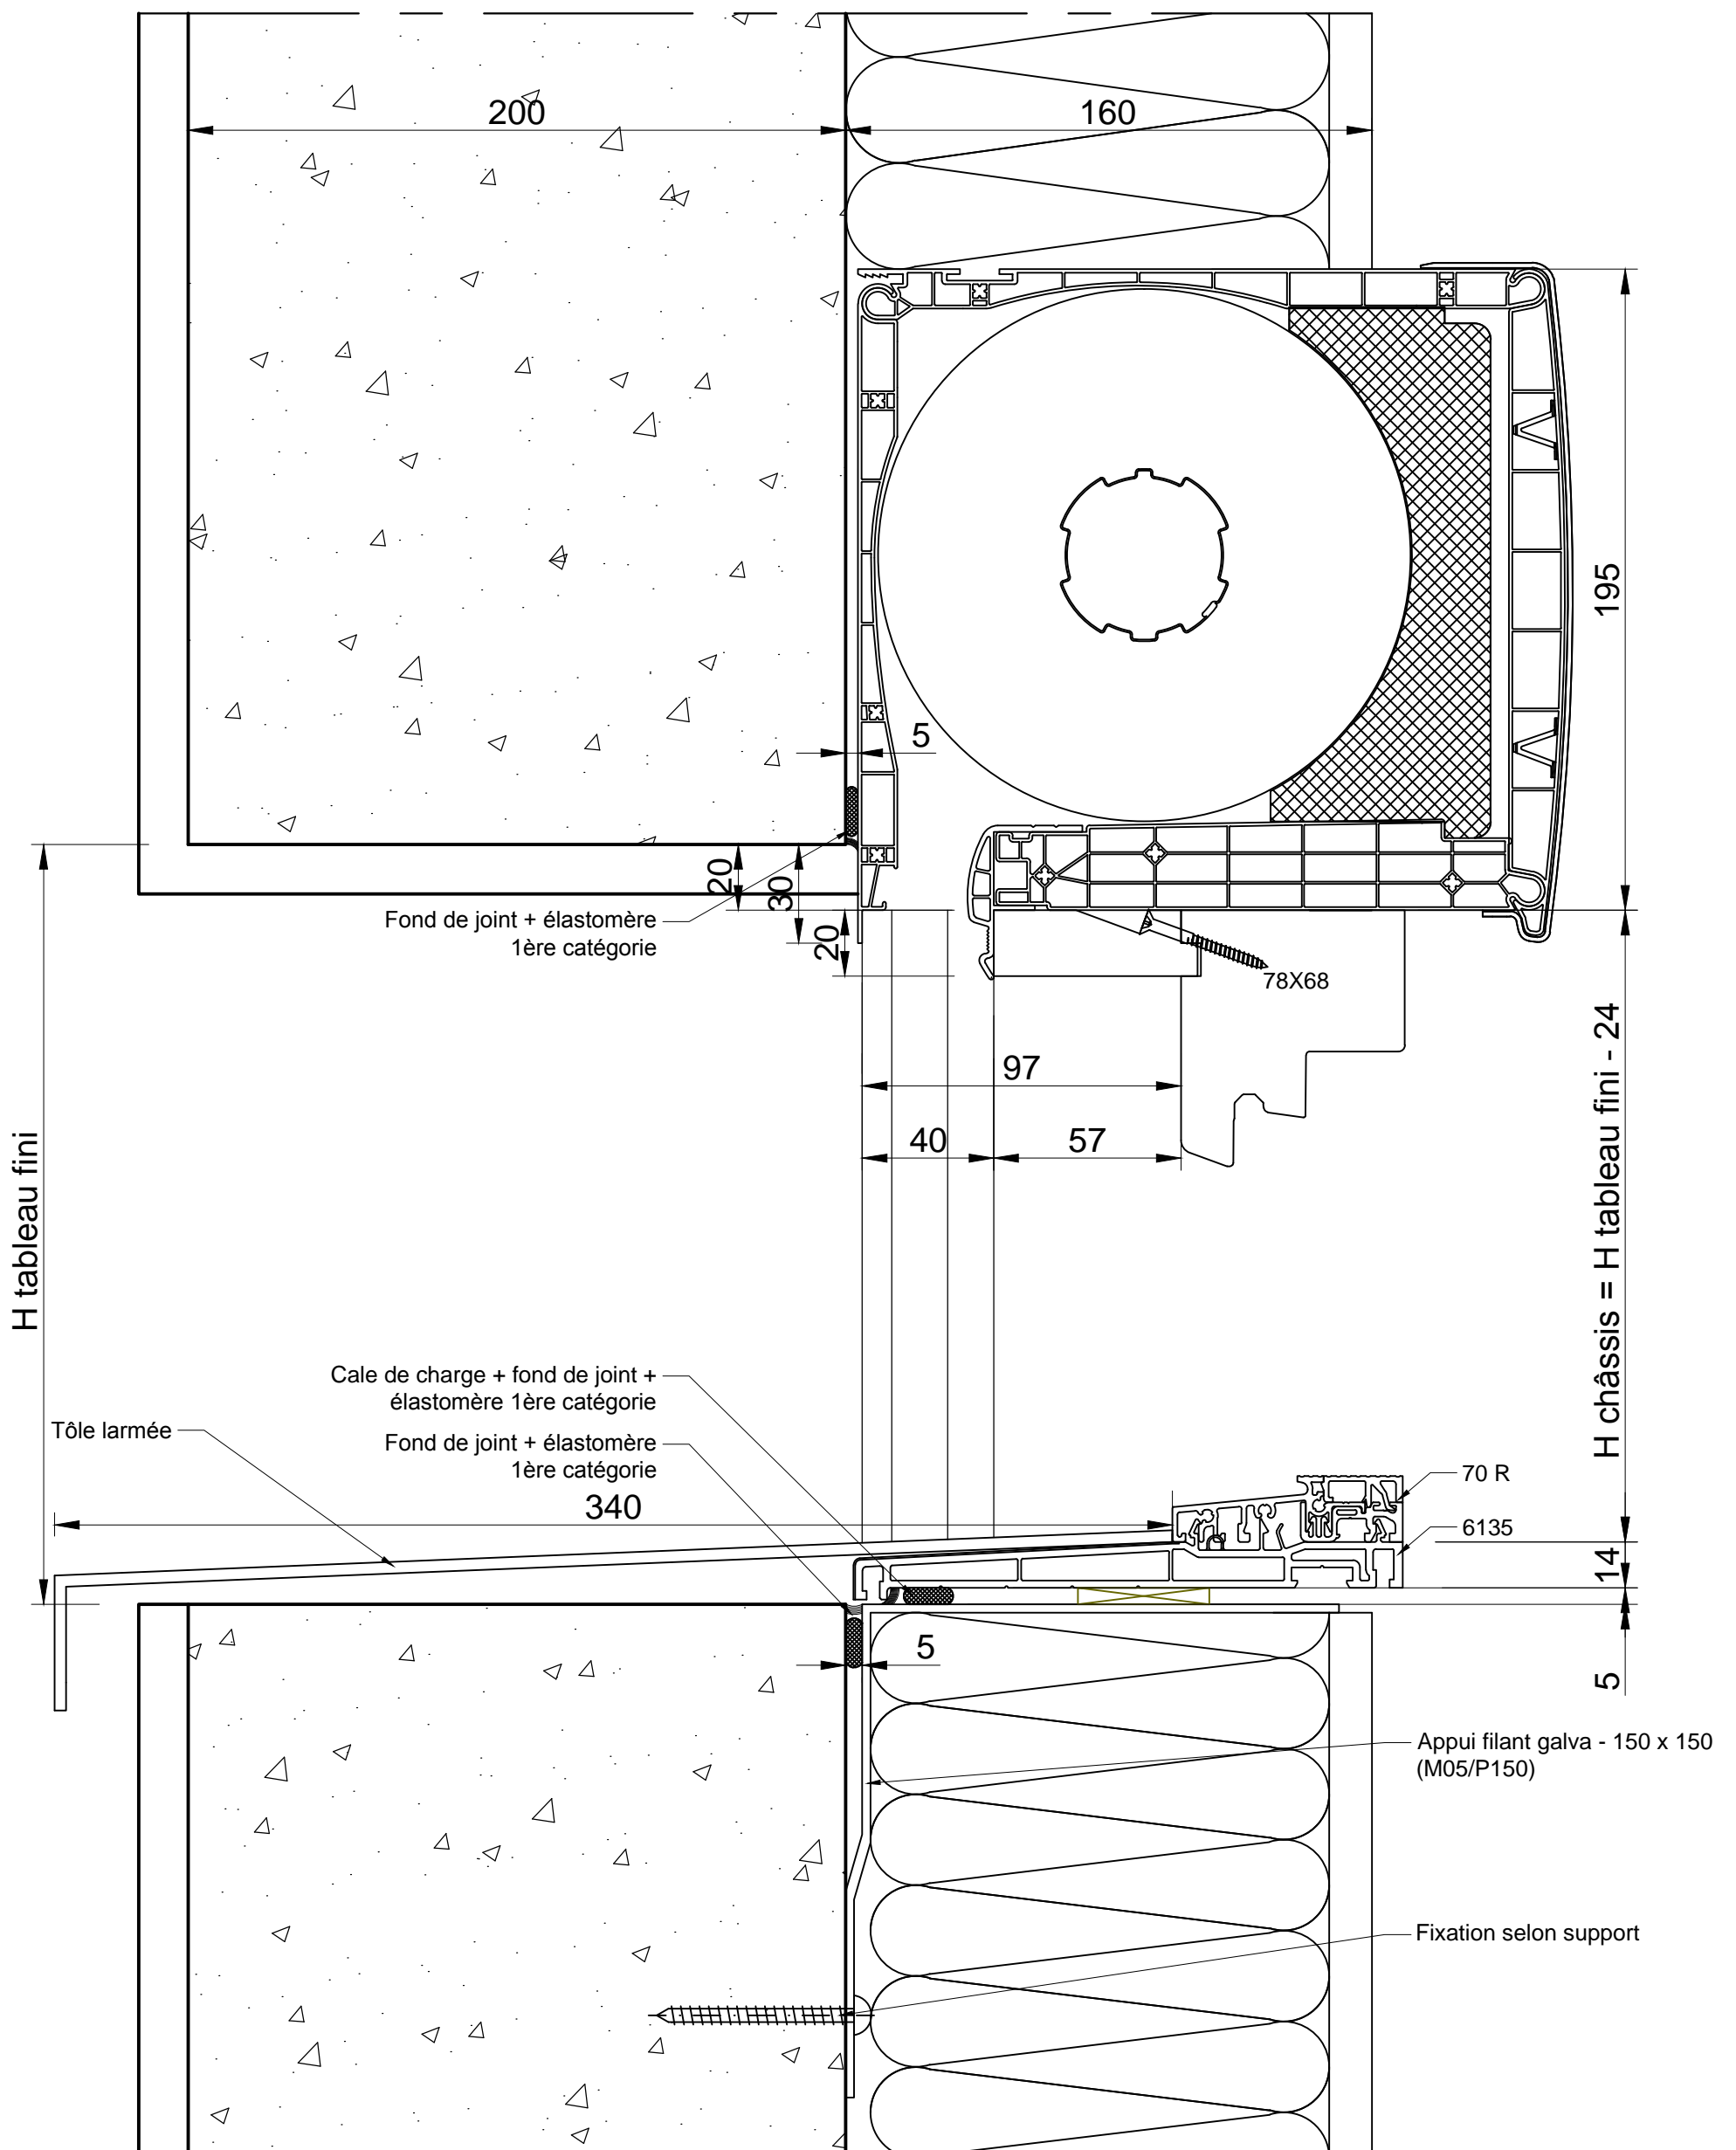 200
160
195
5
20
30
20
Fond de joint + élastomère
1ère catégorie
78X68
97
40
57
H tableau fini
H châssis = H tableau fini - 24
Cale de charge + fond de joint +
élastomère 1ère catégorie
Tôle larmée
Fond de joint + élastomère
1ère catégorie
70 R
340
6135
14
5
5
Appui filant galva - 150 x 150
(M05/P150)
Fixation selon support